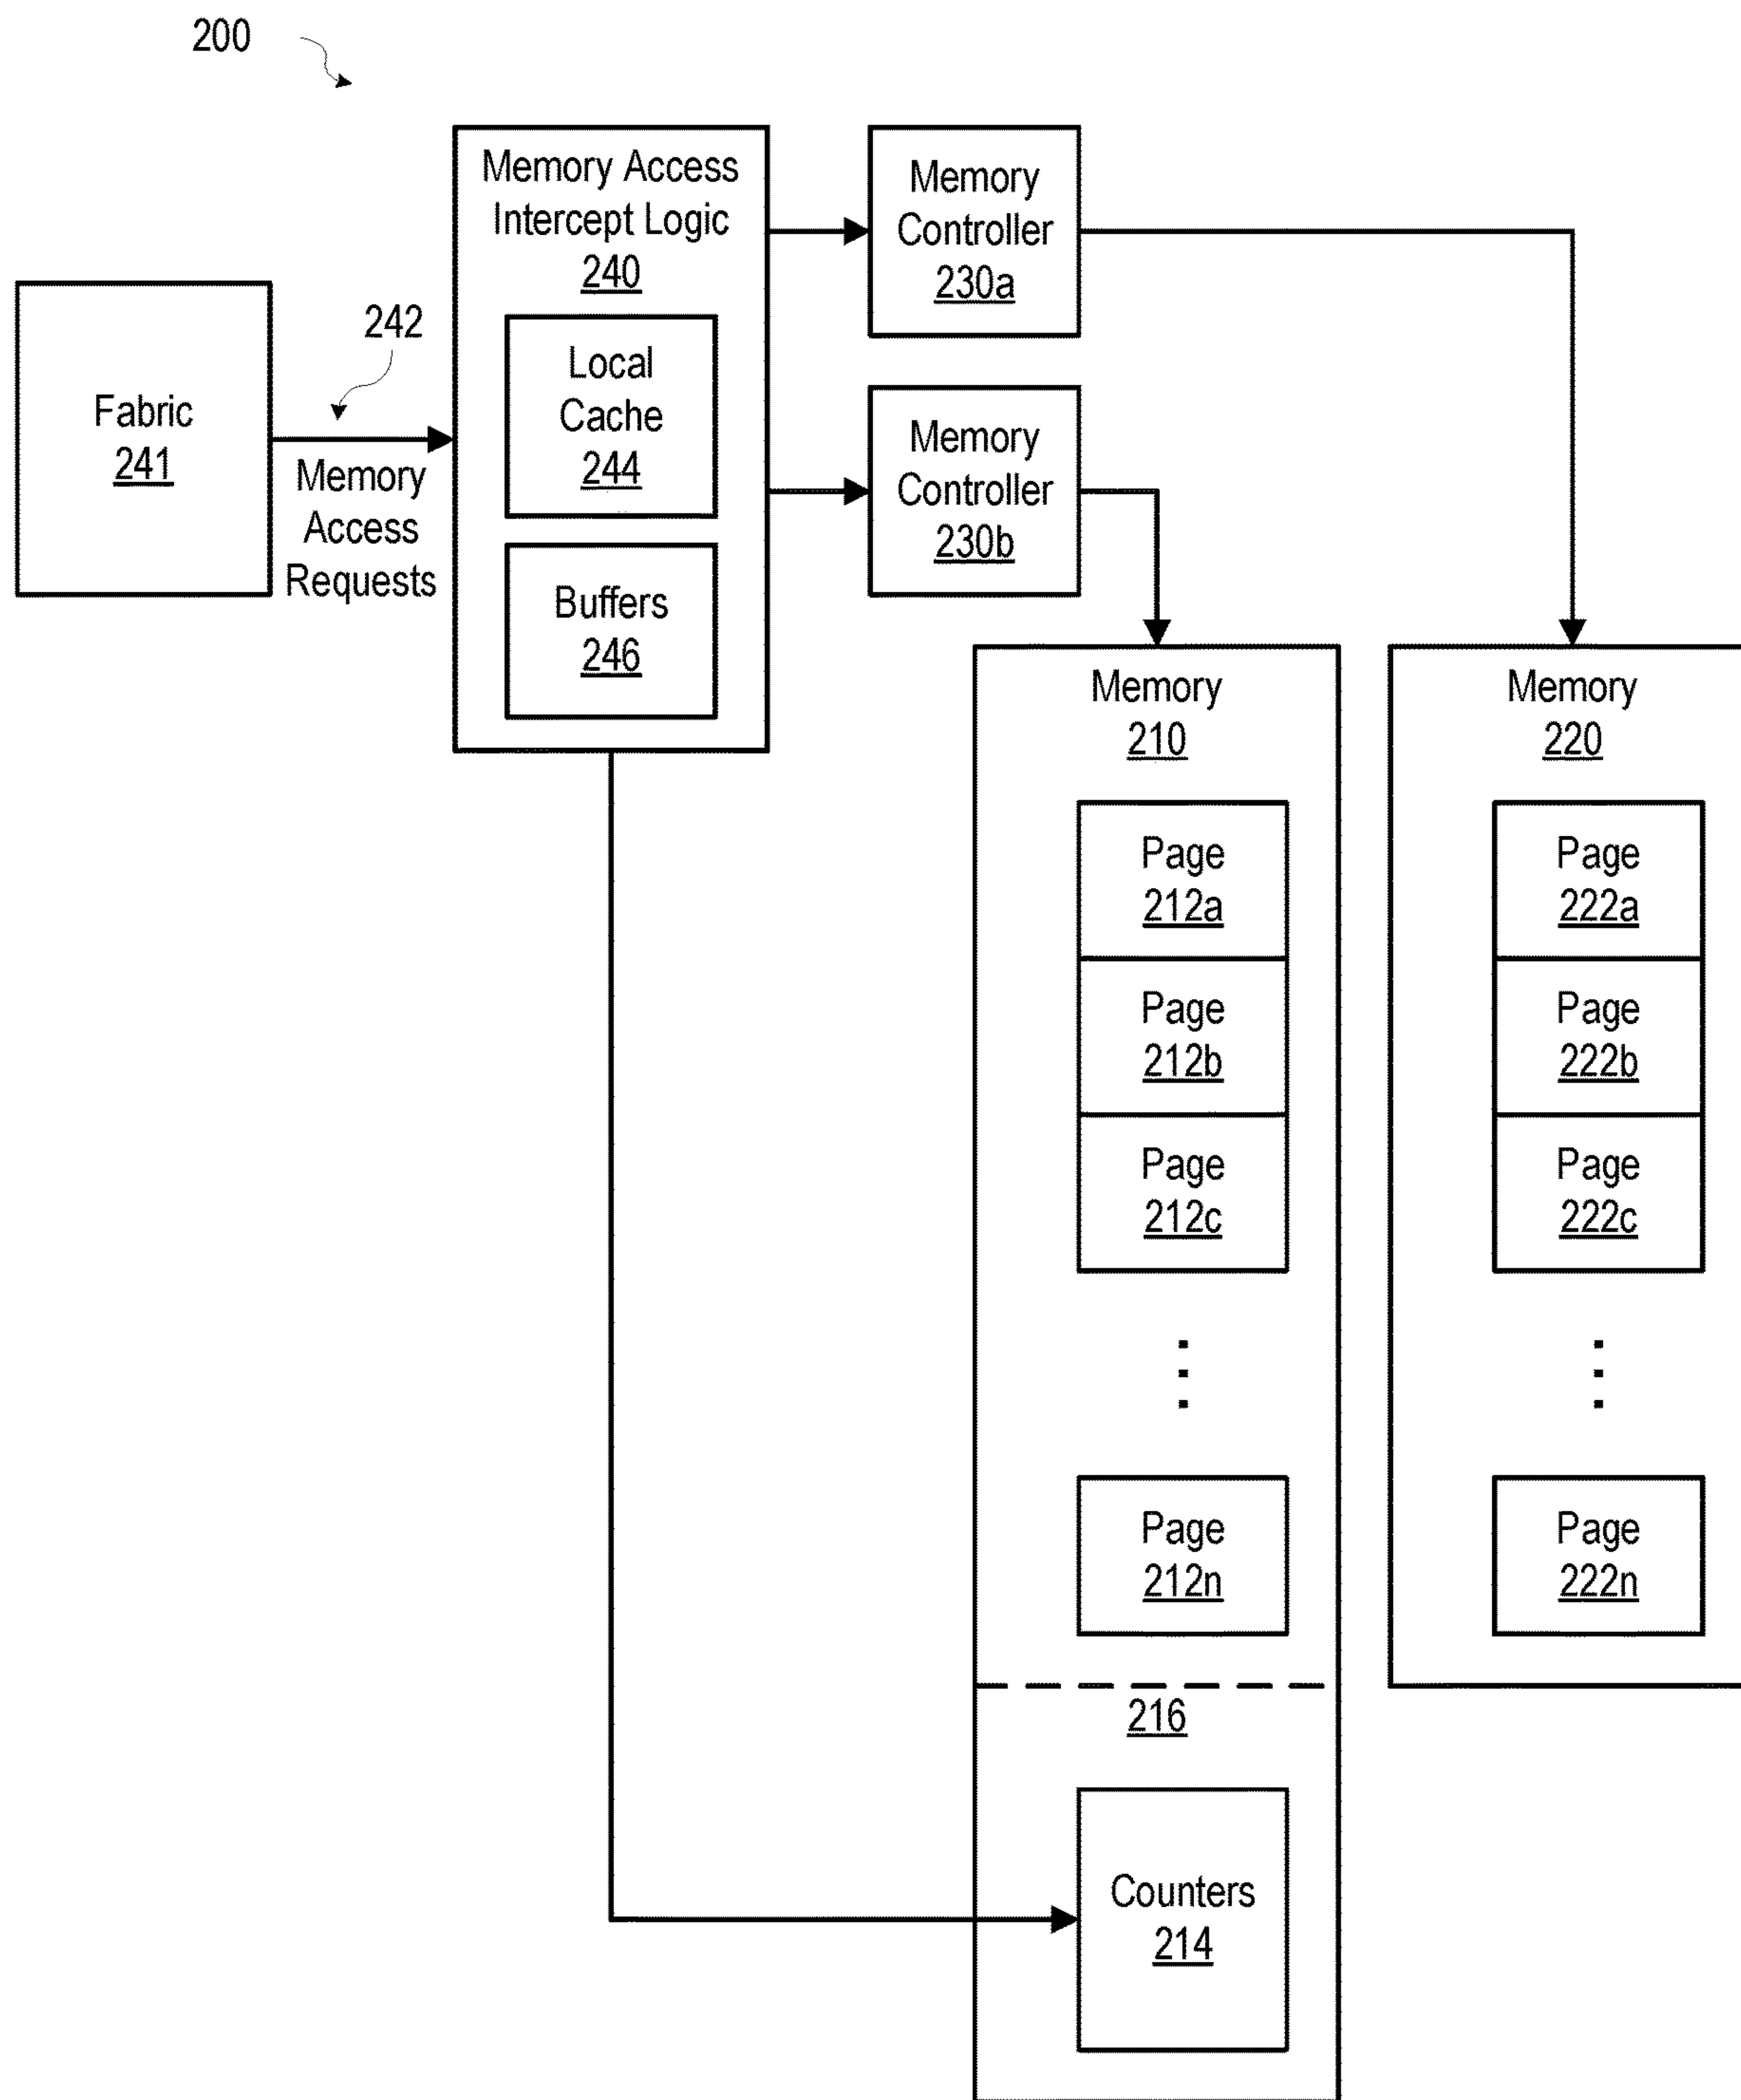 200
Memory Access
Intercept Logic
240
Local
Cache
244
Buffers
246
Memory
Controller
230a
Memory
Controller
230b
Fabric
241
242
Memory
Access
Requests
Memory
210
Page
212a
Page
212b
Page
212c
Page
212n
216
Counters
214
Memory
220
Page
222a
Page
222b
Page
222c
Page
222n